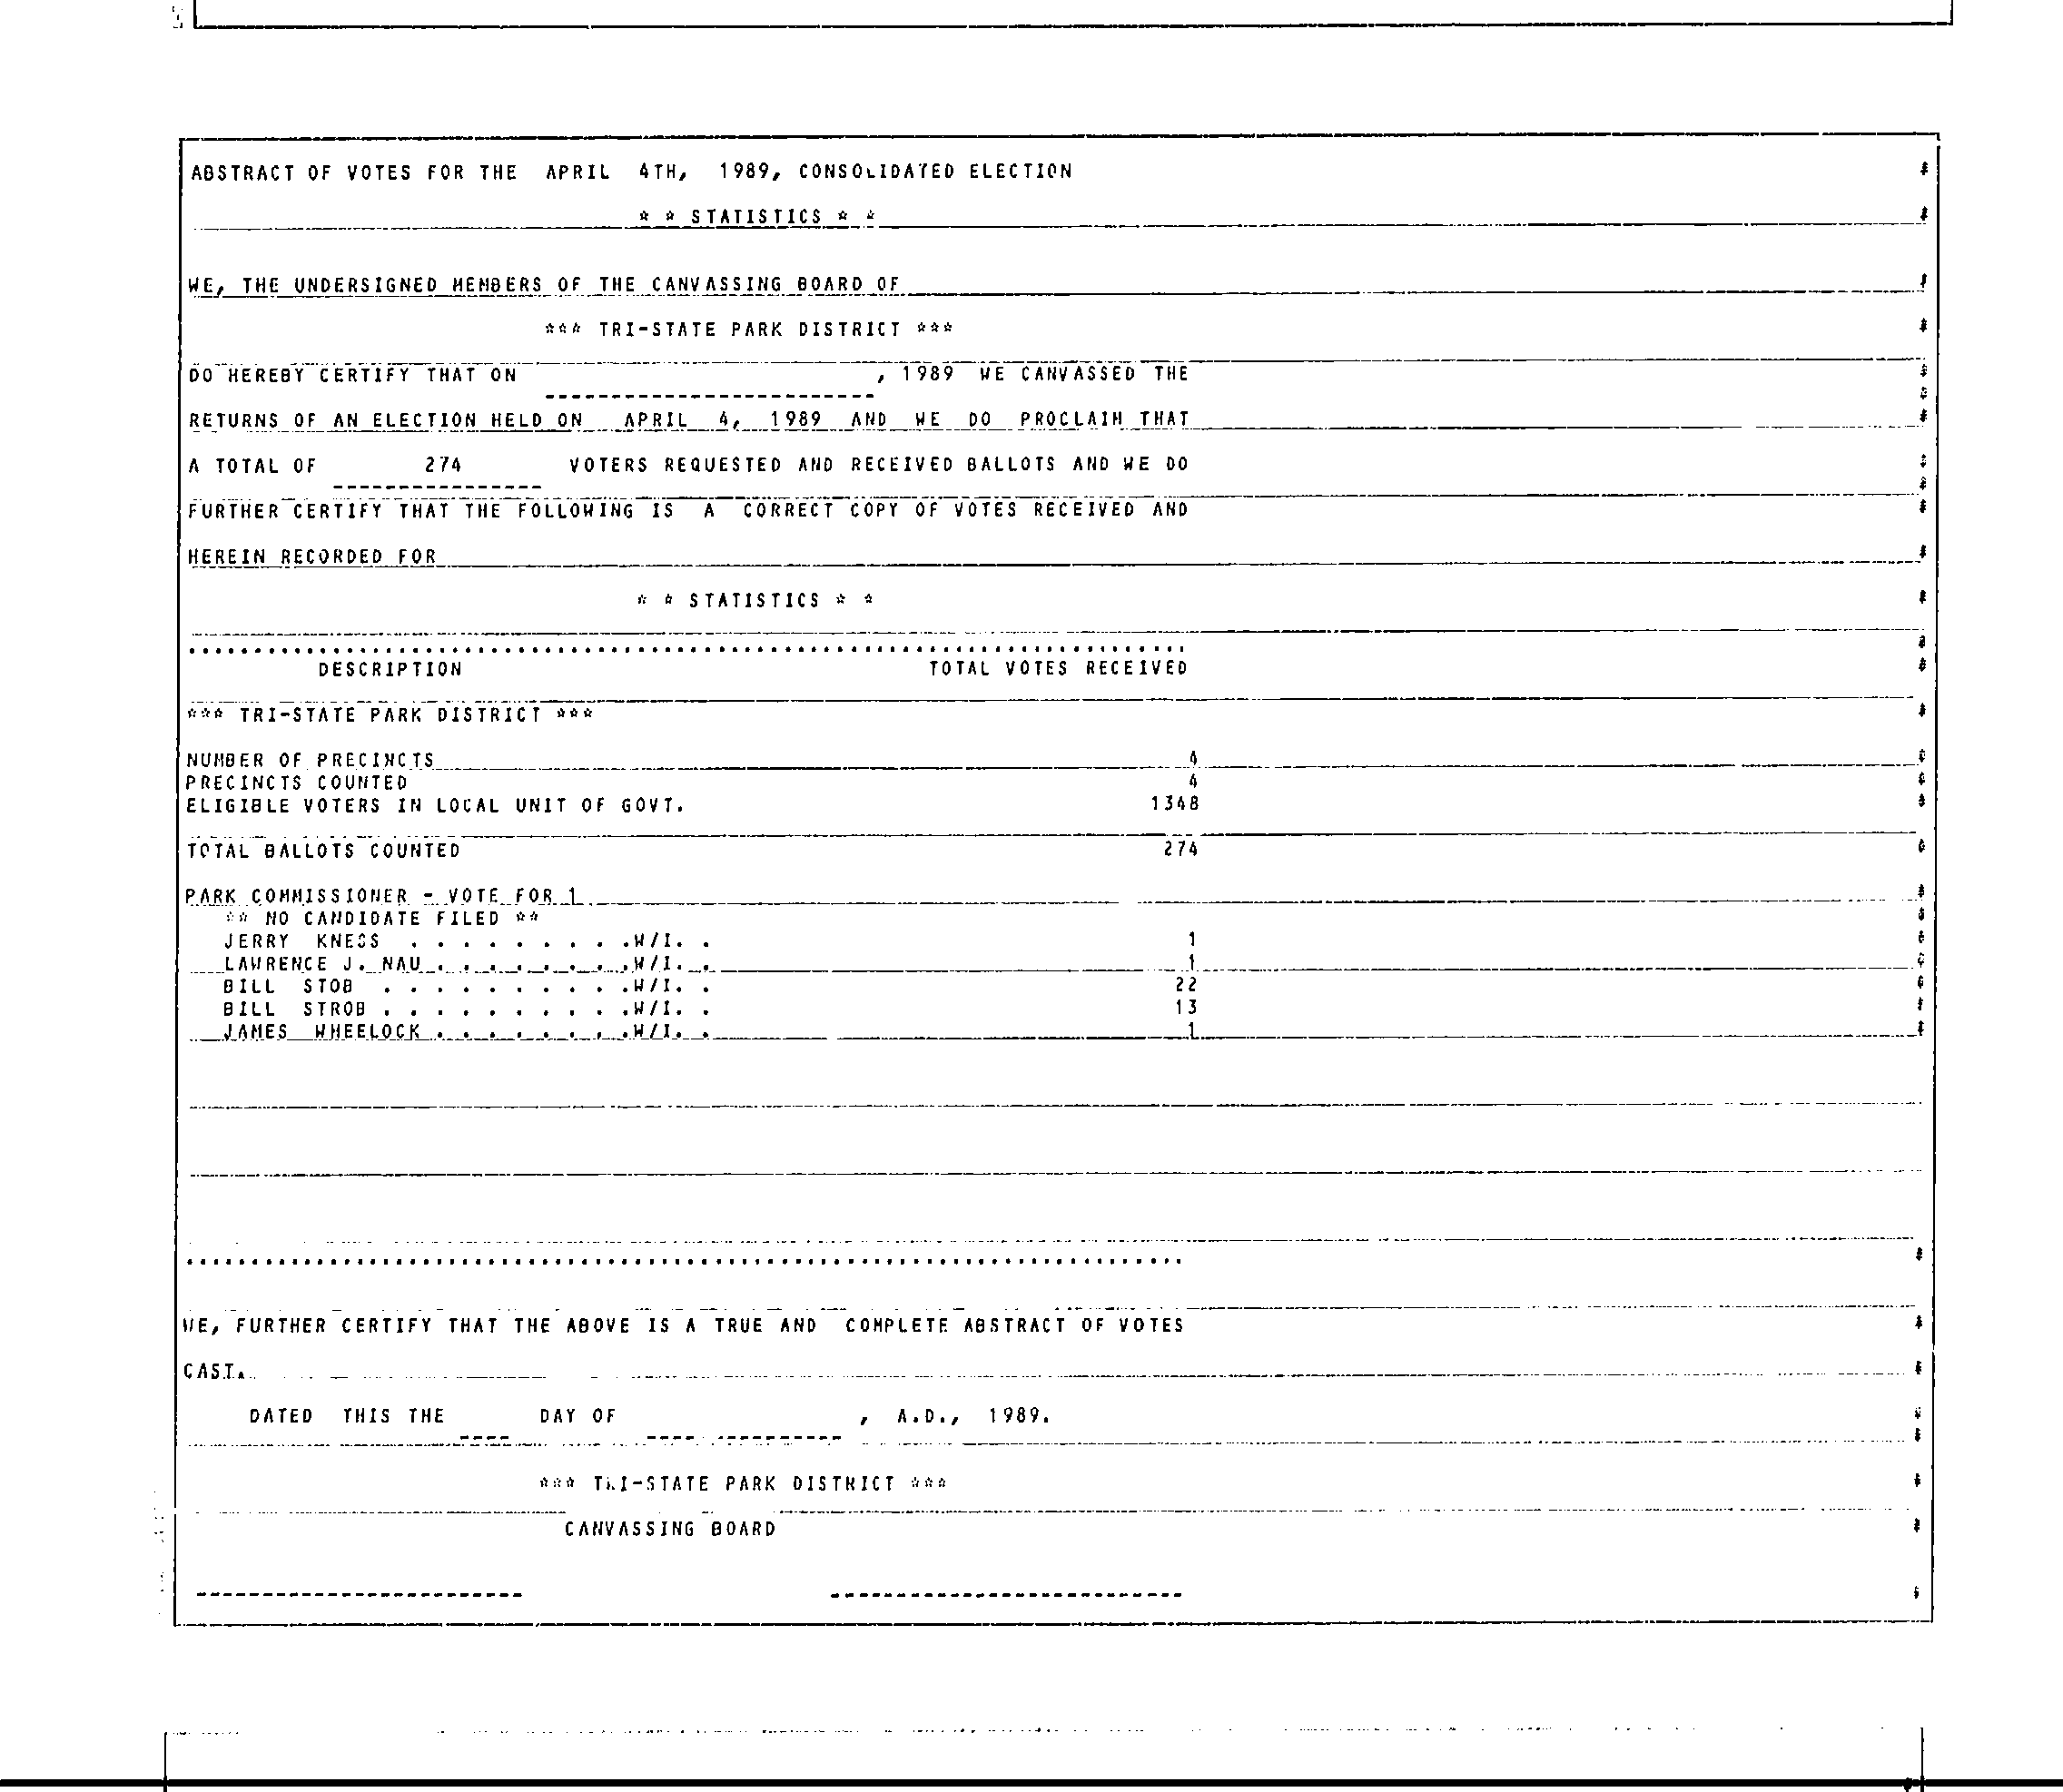 ABSTRACT OF VOTES FOR THE APRIL 4TH, 1989, CONSOLIDATED ELECTION
* * STATISTICS * *
WE, THE UNDERSIGNED MEMBERS OF THE CANVASSING BOARD OF
*** TRI-STATE PARK DISTRICT ***
DO HEREBY CERTIFY THAT ON ________________________, 1989 WE CANVASSED THE
RETURNS OF AN ELECTION HELD ON APRIL 4, 1989 AND WE DO PROCLAIM THAT
A TOTAL OF 274 VOTERS REQUESTED AND RECEIVED BALLOTS AND WE DO
FURTHER CERTIFY THAT THE FOLLOWING IS A CORRECT COPY OF VOTES RECEIVED AND
HEREIN RECORDED FOR
* * STATISTICS * *
DESCRIPTION TOTAL VOTES RECEIVED
*** TRI-STATE PARK DISTRICT ***
NUMBER OF PRECINCTS 4
PRECINCTS COUNTED 4
ELIGIBLE VOTERS IN LOCAL UNIT OF GOVT. 1348
TOTAL BALLOTS COUNTED 274
PARK COMMISSIONER - VOTE FOR 1
** NO CANDIDATE FILED **
JERRY KNESS . . . . . . . . .W/I. . 1
LAWRENCE J. NAU . . . . . . . .W/I. . 1
BILL STOB . . . . . . . . . .W/I. . 22
BILL STROB . . . . . . . . . .W/I. . 13
JAMES WHEELOCK . . . . . . . .W/I. . 1
WE, FURTHER CERTIFY THAT THE ABOVE IS A TRUE AND COMPLETE ABSTRACT OF VOTES
CAST.
DATED THIS THE ____ DAY OF ______________, A.D., 1989.
*** TRI-STATE PARK DISTRICT ***
CANVASSING BOARD